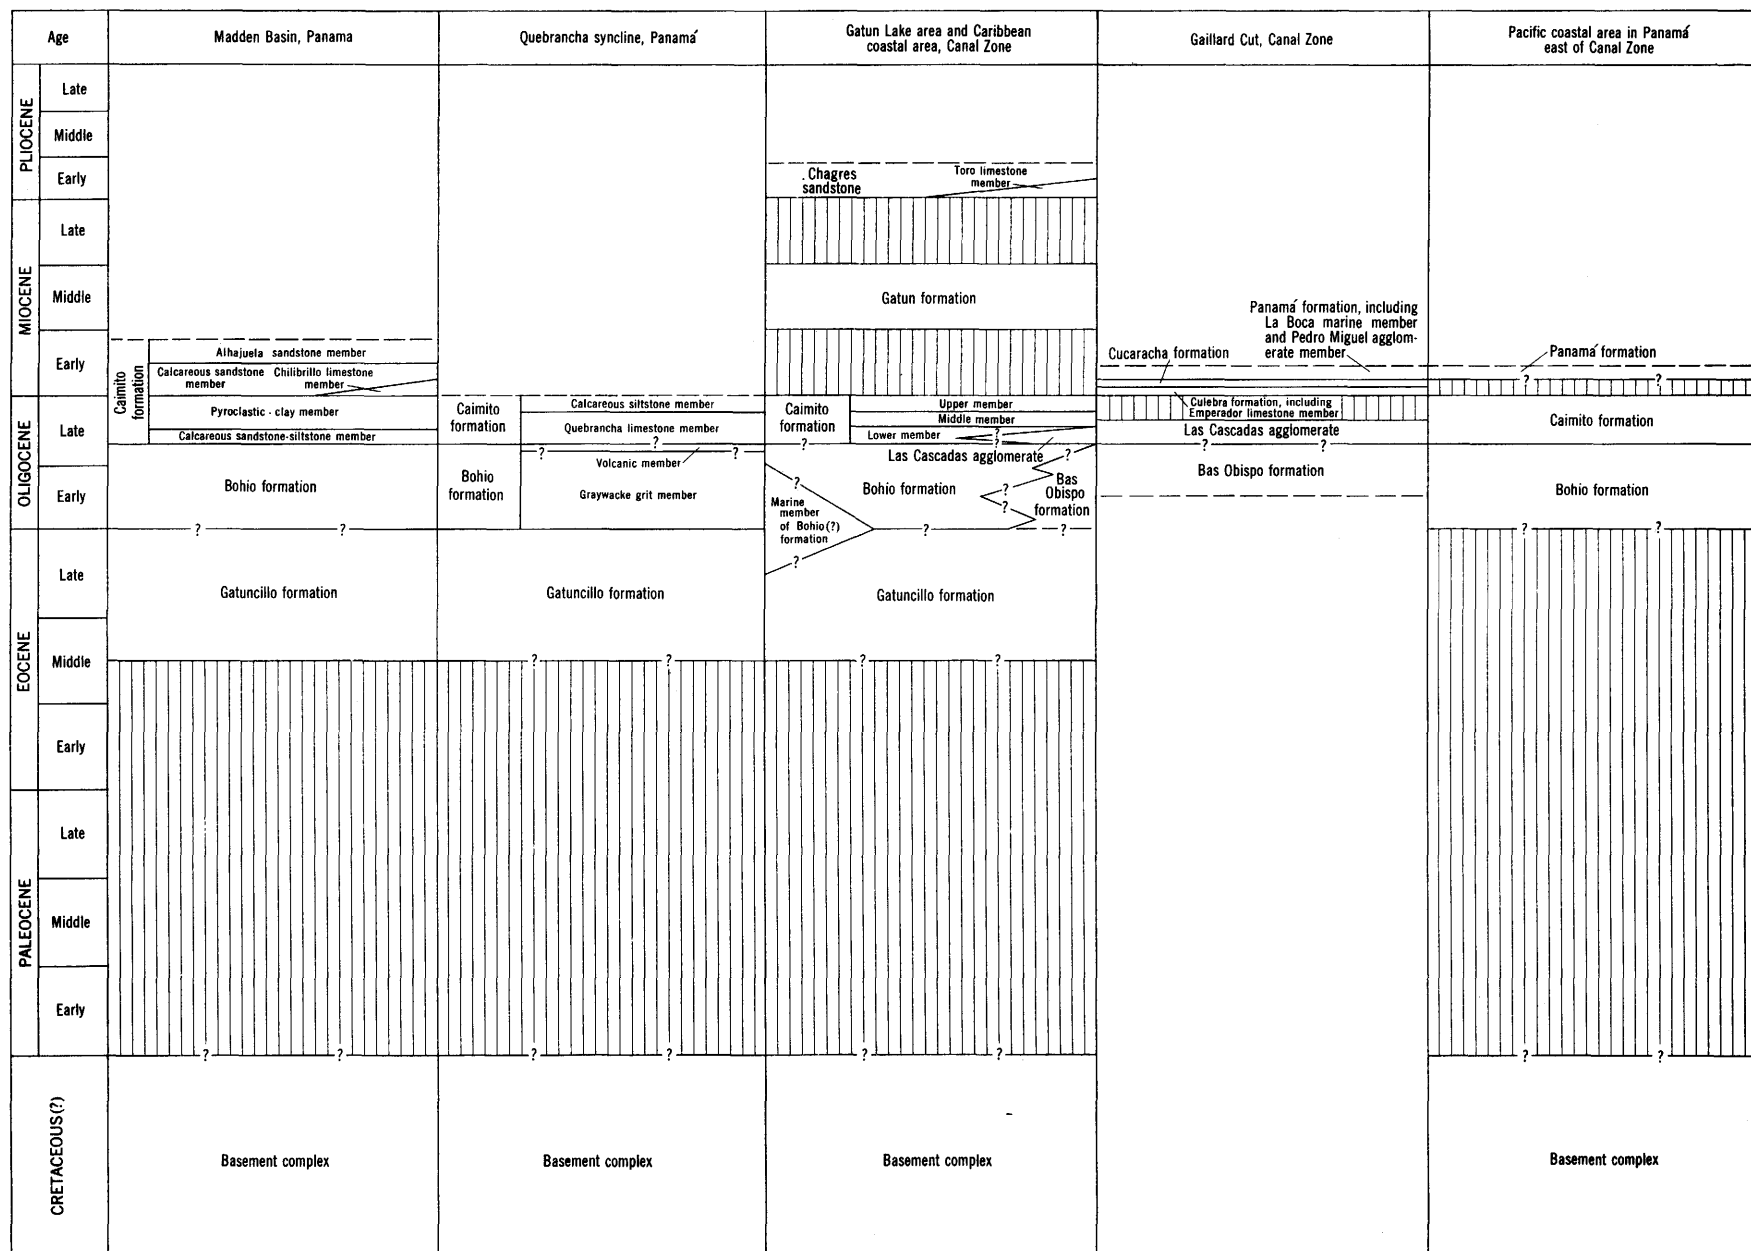 Age
Madden Basin, Panama
Quebrancha syncline, Panamá
Gatun Lake area and Caribbean
coastal area, Canal Zone
Gaillard Cut, Canal Zone
Pacific coastal area in Panamá
east of Canal Zone
PLIOCENE
Late
Middle
Early
MIOCENE
Late
Middle
Early
OLIGOCENE
Late
Early
EOCENE
Late
Middle
Early
PALEOCENE
Late
Middle
Early
CRETACEOUS(?)
Caimito
formation
Alhajuela sandstone member
Calcareous sandstone
member
Chilibrillo limestone
member
Pyroclastic-clay member
Calcareous sandstone-siltstone member
Bohio formation
? ?
Gatuncillo formation
? ?
Basement complex
Caimito
formation
Calcareous siltstone member
Quebrancha limestone member
?
? ?
Volcanic member
Bohio
formation
Graywacke grit member
Gatuncillo formation
? ?
? ?
Basement complex
Chagres
sandstone
Toro limestone
member
Gatun formation
Caimito
formation
Upper member
Middle member
?
Lower member
? ?
Las Cascadas agglomerate
?
?
Bohio formation
?
?
Bas
Obispo
formation
Marine
member
of Bohio(?)
formation
? ?
?
Gatuncillo formation
? ?
? ?
Basement complex
Panamá formation, including
La Boca marine member
and Pedro Miguel agglom-
erate member
Cucaracha formation
Culebra formation, including
Emperador limestone member
Las Cascadas agglomerate
? ?
Bas Obispo formation
Panamá formation
? ?
Caimito formation
Bohio formation
? ?
? ?
Basement complex